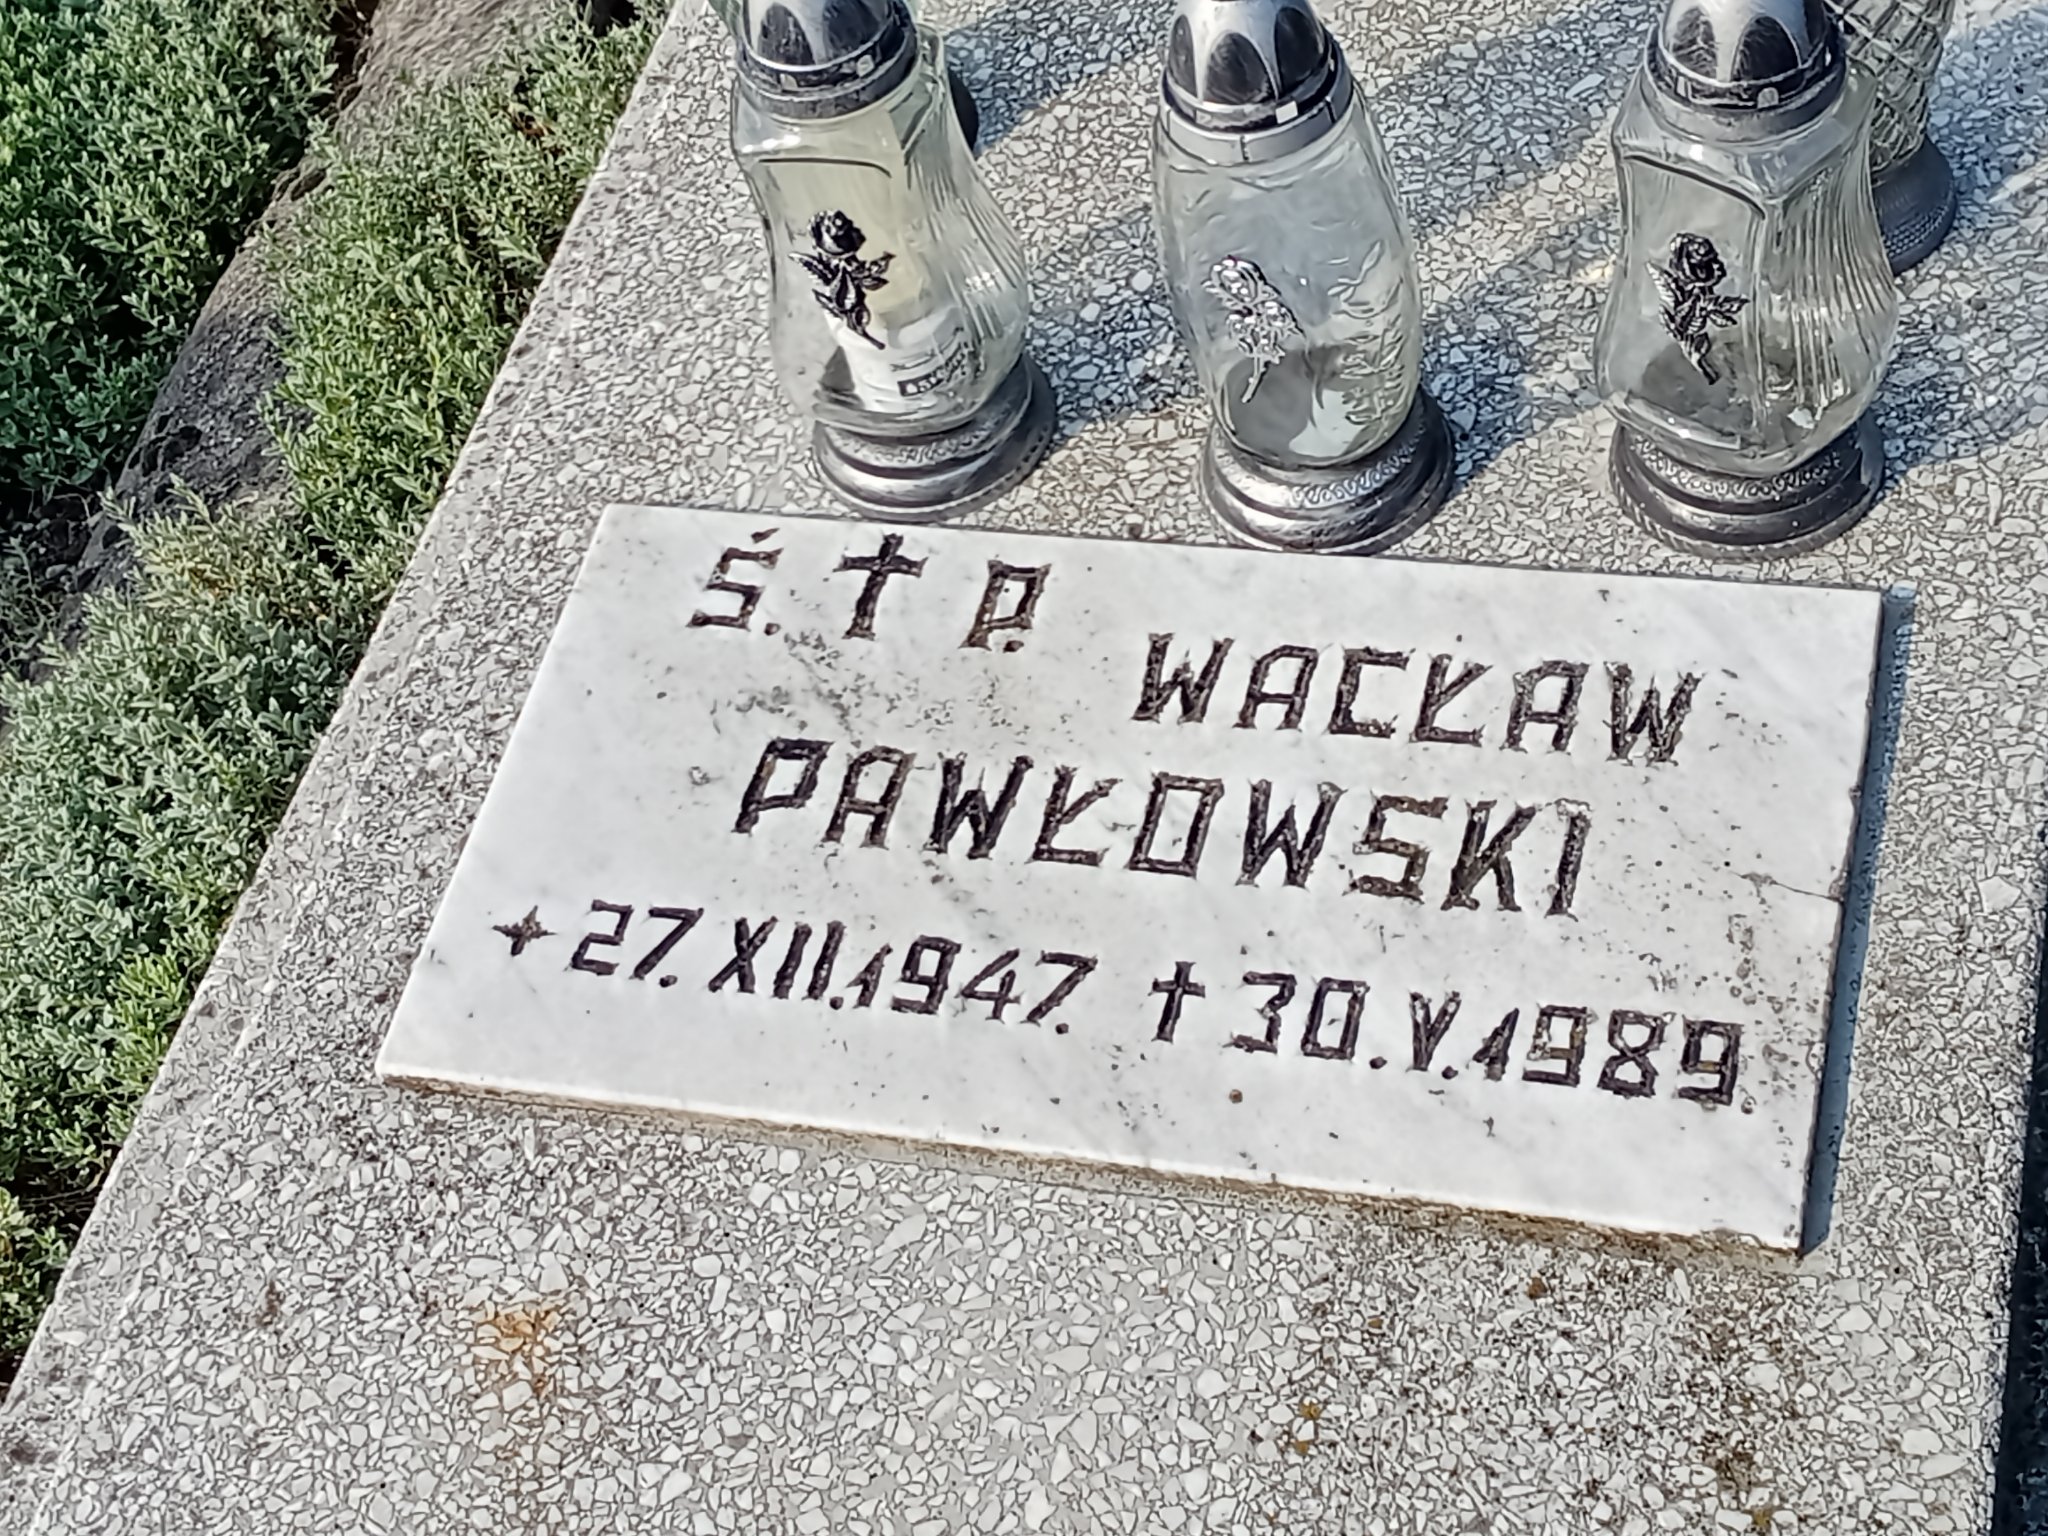 Ś. † P.
WACŁAW
PAWŁOWSKI
+ 27. XII. 1947. † 30. V. 1989.